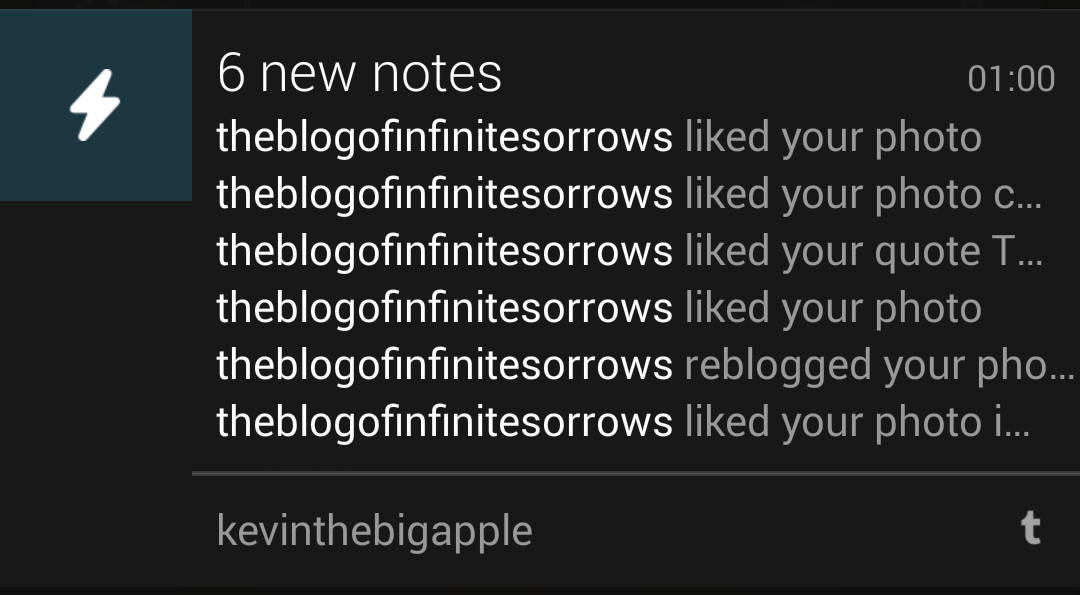 6 new notes 01:00
theblogofinfinitesorrows liked your photo
theblogofinfinitesorrows liked your photo c...
theblogofinfinitesorrows liked your quote T...
theblogofinfinitesorrows liked your photo
theblogofinfinitesorrows reblogged your pho...
theblogofinfinitesorrows liked your photo i...
kevinthebigapple t